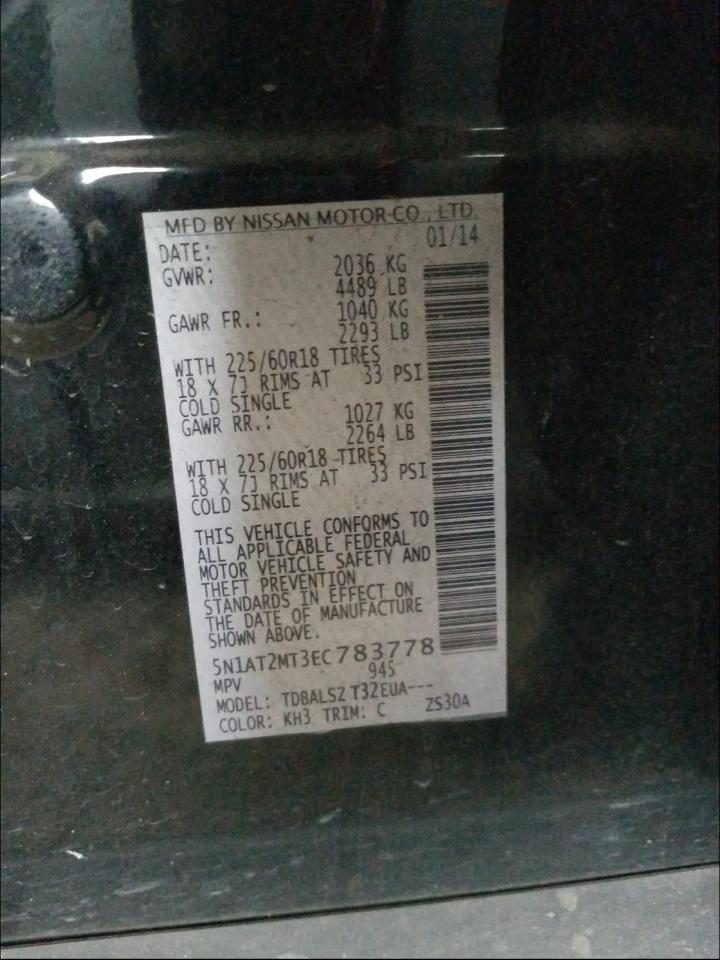 MFD BY NISSAN MOTOR CO., LTD.
DATE: 01/14
GVWR: 2036 KG
4489 LB
GAWR FR.: 1040 KG
2293 LB
WITH 225/60R18 TIRES
18 X 7J RIMS AT 33 PSI
COLD SINGLE
GAWR RR.: 1027 KG
2264 LB
WITH 225/60R18 TIRES
18 X 7J RIMS AT 33 PSI
COLD SINGLE
THIS VEHICLE CONFORMS TO
ALL APPLICABLE FEDERAL
MOTOR VEHICLE SAFETY AND
THEFT PREVENTION
STANDARDS IN EFFECT ON
THE DATE OF MANUFACTURE
SHOWN ABOVE.
5N1AT2MT3EC783778
MPV 945
MODEL: TDBALSZ T32EUA---
COLOR: KH3 TRIM: C ZS30A